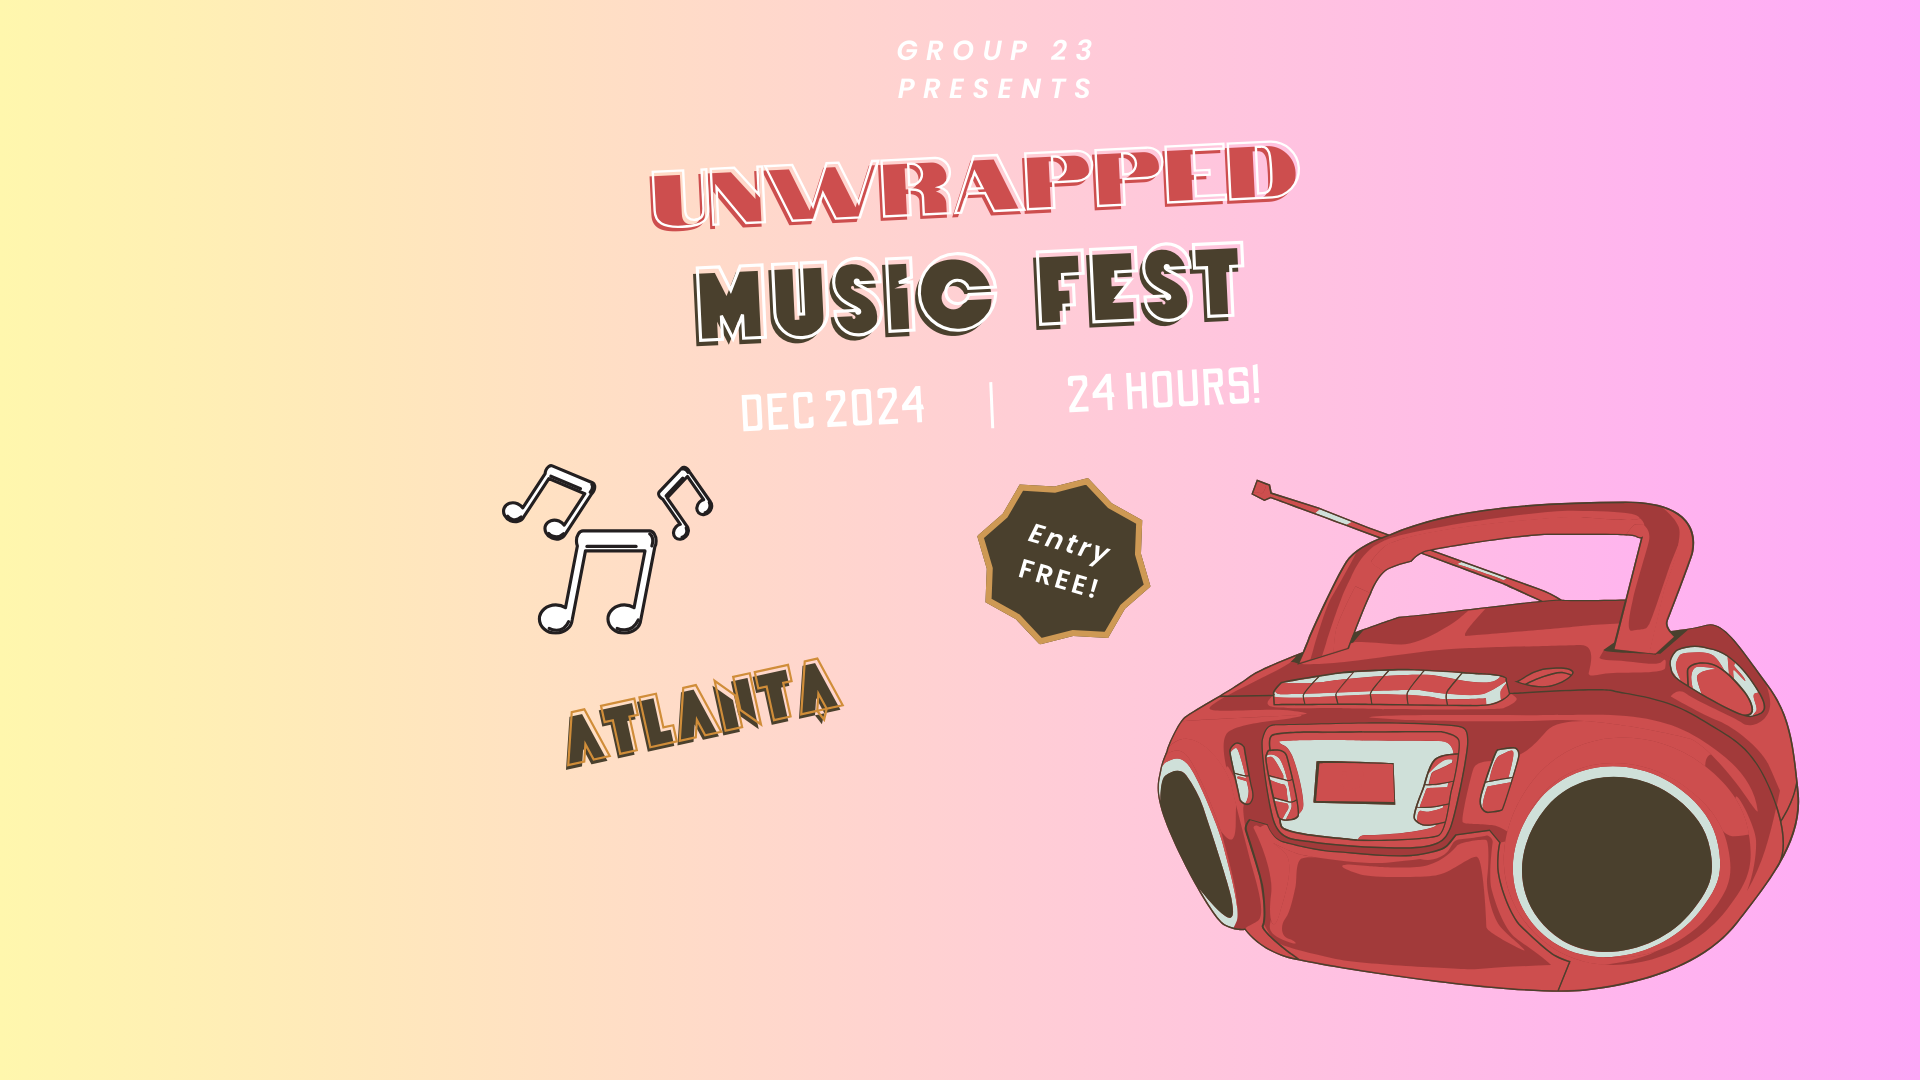 GROUP 23
PRESENTS
UNWRAPPED
MUSIC FEST
DEC 2024 | 24 HOURS!
Entry
FREE!
ATLANTA